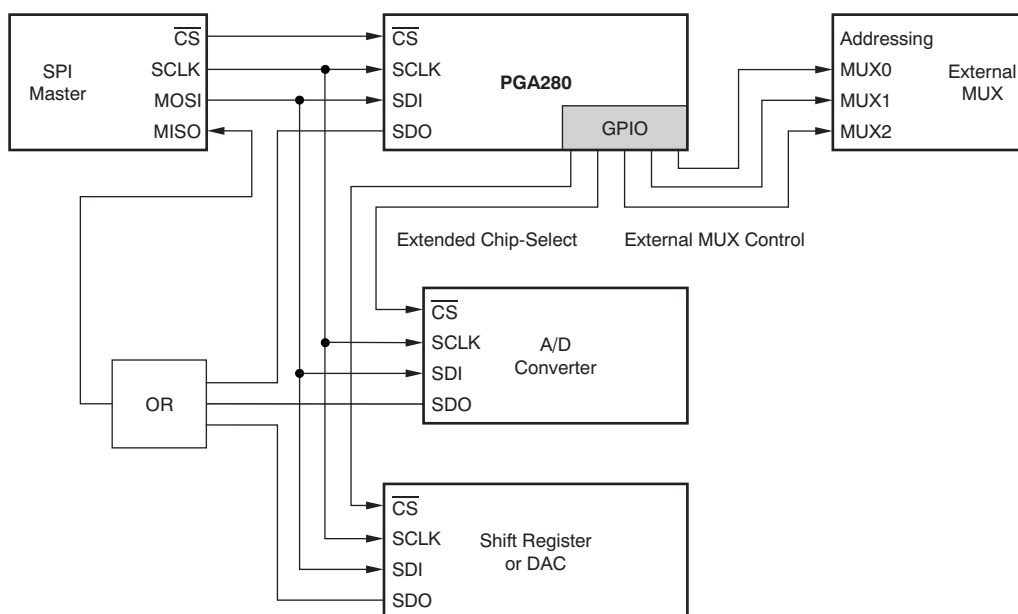 SPI
Master
CS
SCLK
MOSI
MISO
CS
SCLK
SDI
SDO
PGA280
GPIO
Addressing
MUX0
MUX1
MUX2
External
MUX
Extended Chip-Select
External MUX Control
CS
SCLK
SDI
SDO
A/D
Converter
OR
CS
SCLK
SDI
SDO
Shift Register
or DAC